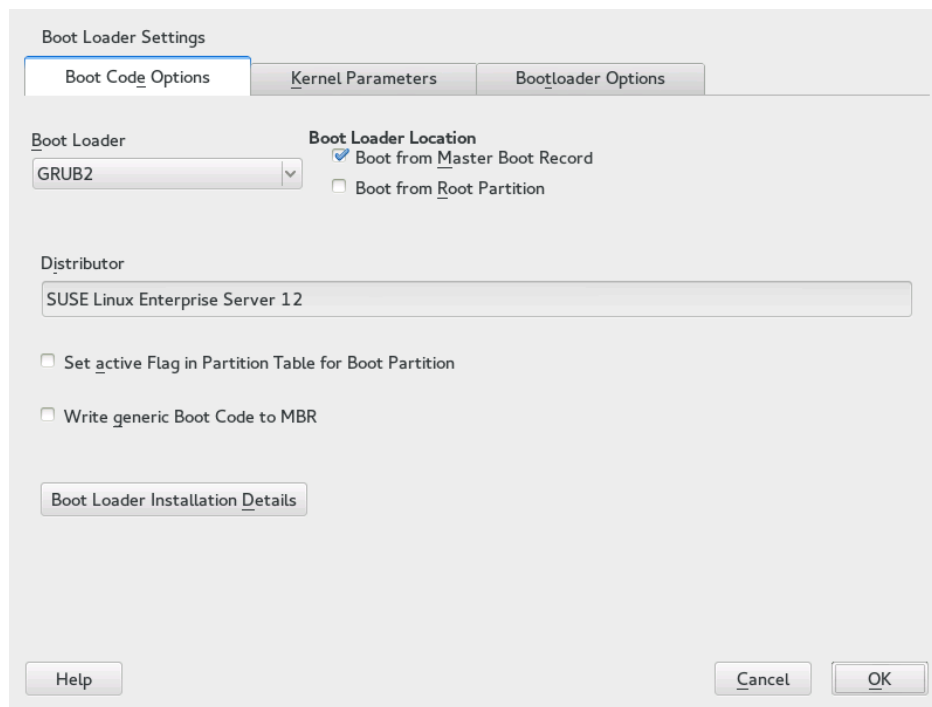 Boot Loader Settings
Boot Code Options
Kernel Parameters
Bootloader Options
Boot Loader
GRUB2
Boot Loader Location
Boot from Master Boot Record
Boot from Root Partition
Distributor
SUSE Linux Enterprise Server 12
Set active Flag in Partition Table for Boot Partition
Write generic Boot Code to MBR
Boot Loader Installation Details
Help
Cancel
OK